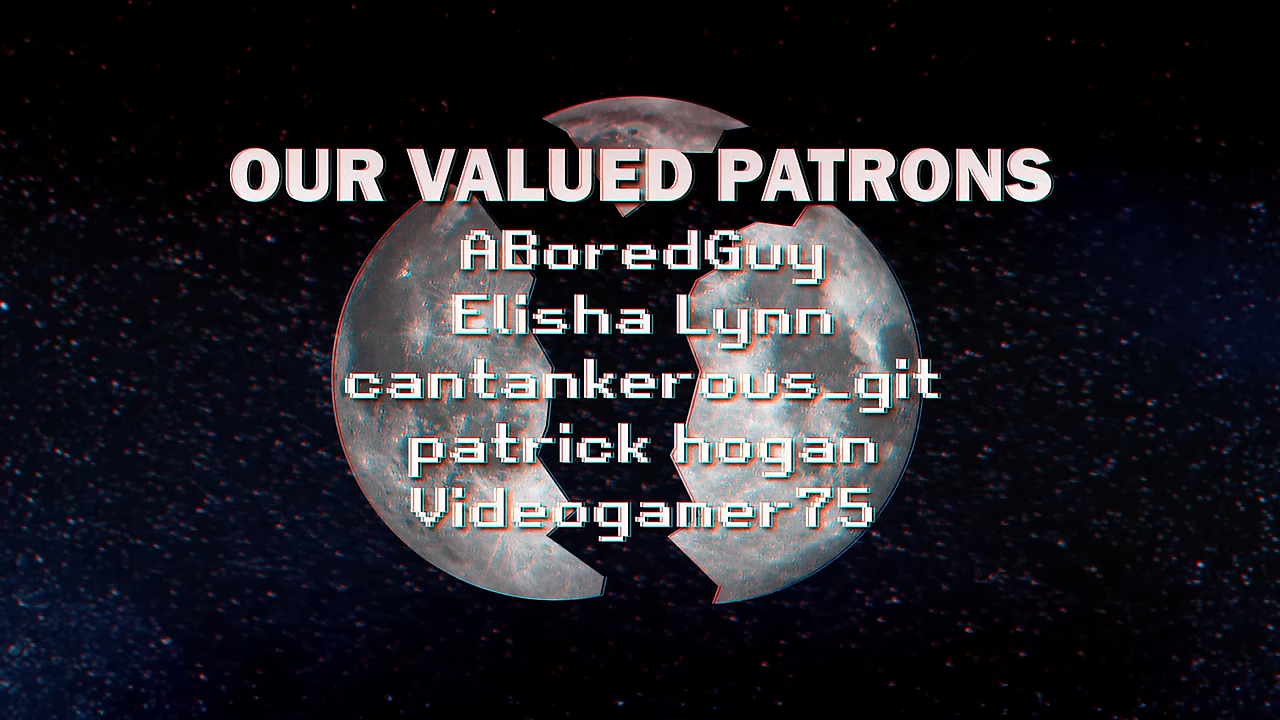 OUR VALUED PATRONS
ABoredGuy
Elisha Lynn
cantankerous_git
patrick hogan
Videogamer75